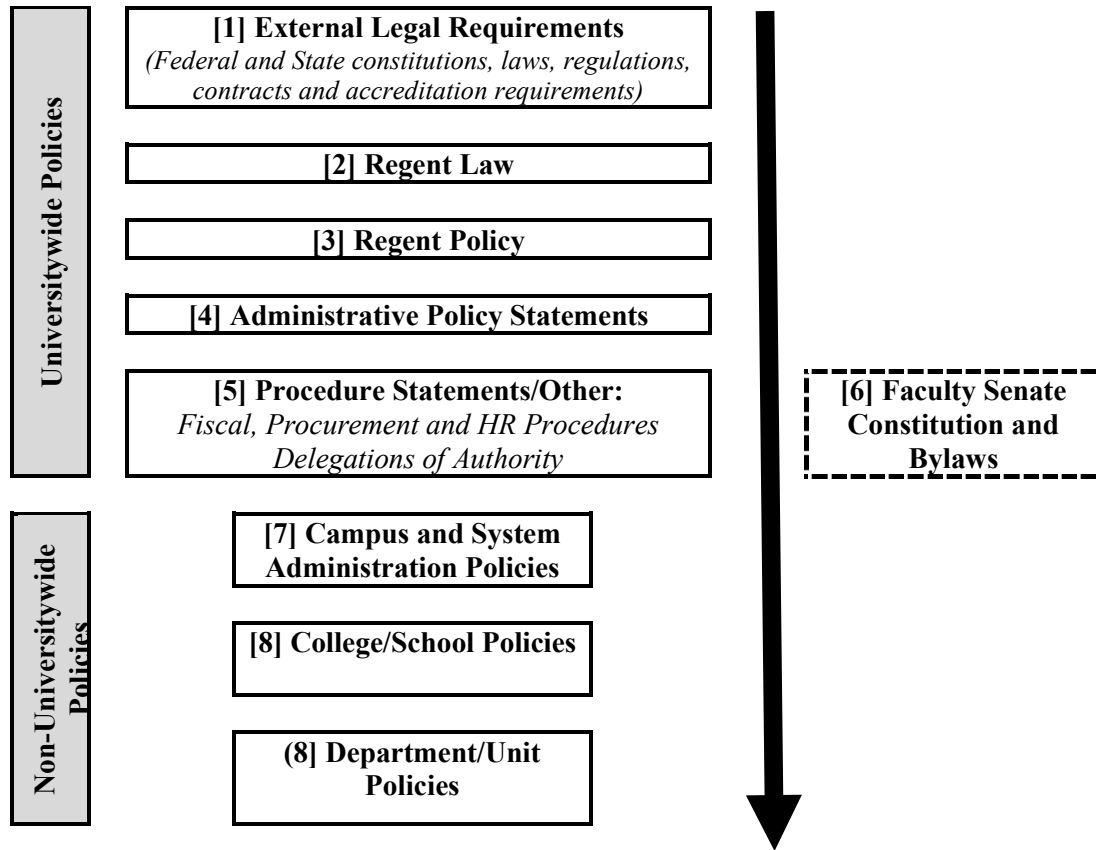 Universitywide Policies
[1] External Legal Requirements
(Federal and State constitutions, laws, regulations,
contracts and accreditation requirements)
[2] Regent Law
[3] Regent Policy
[4] Administrative Policy Statements
[5] Procedure Statements/Other:
Fiscal, Procurement and HR Procedures
Delegations of Authority
[6] Faculty Senate
Constitution and
Bylaws
Non-Universitywide
Policies
[7] Campus and System
Administration Policies
[8] College/School Policies
(8] Department/Unit
Policies